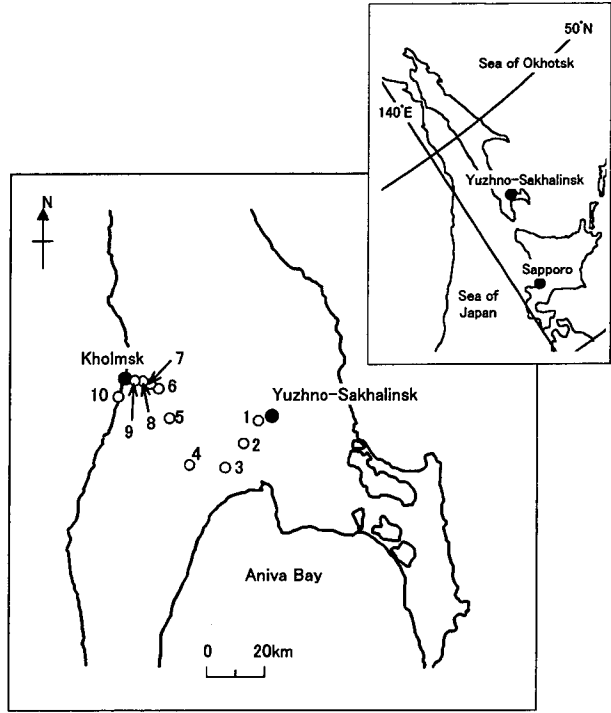 50°N
Sea of Okhotsk
140°E
Yuzhno-Sakhalinsk
Sapporo
Sea of
Japan
N
Kholmsk
7
6
10
5
9
8
Yuzhno-Sakhalinsk
1
2
4
3
Aniva Bay
0 20km